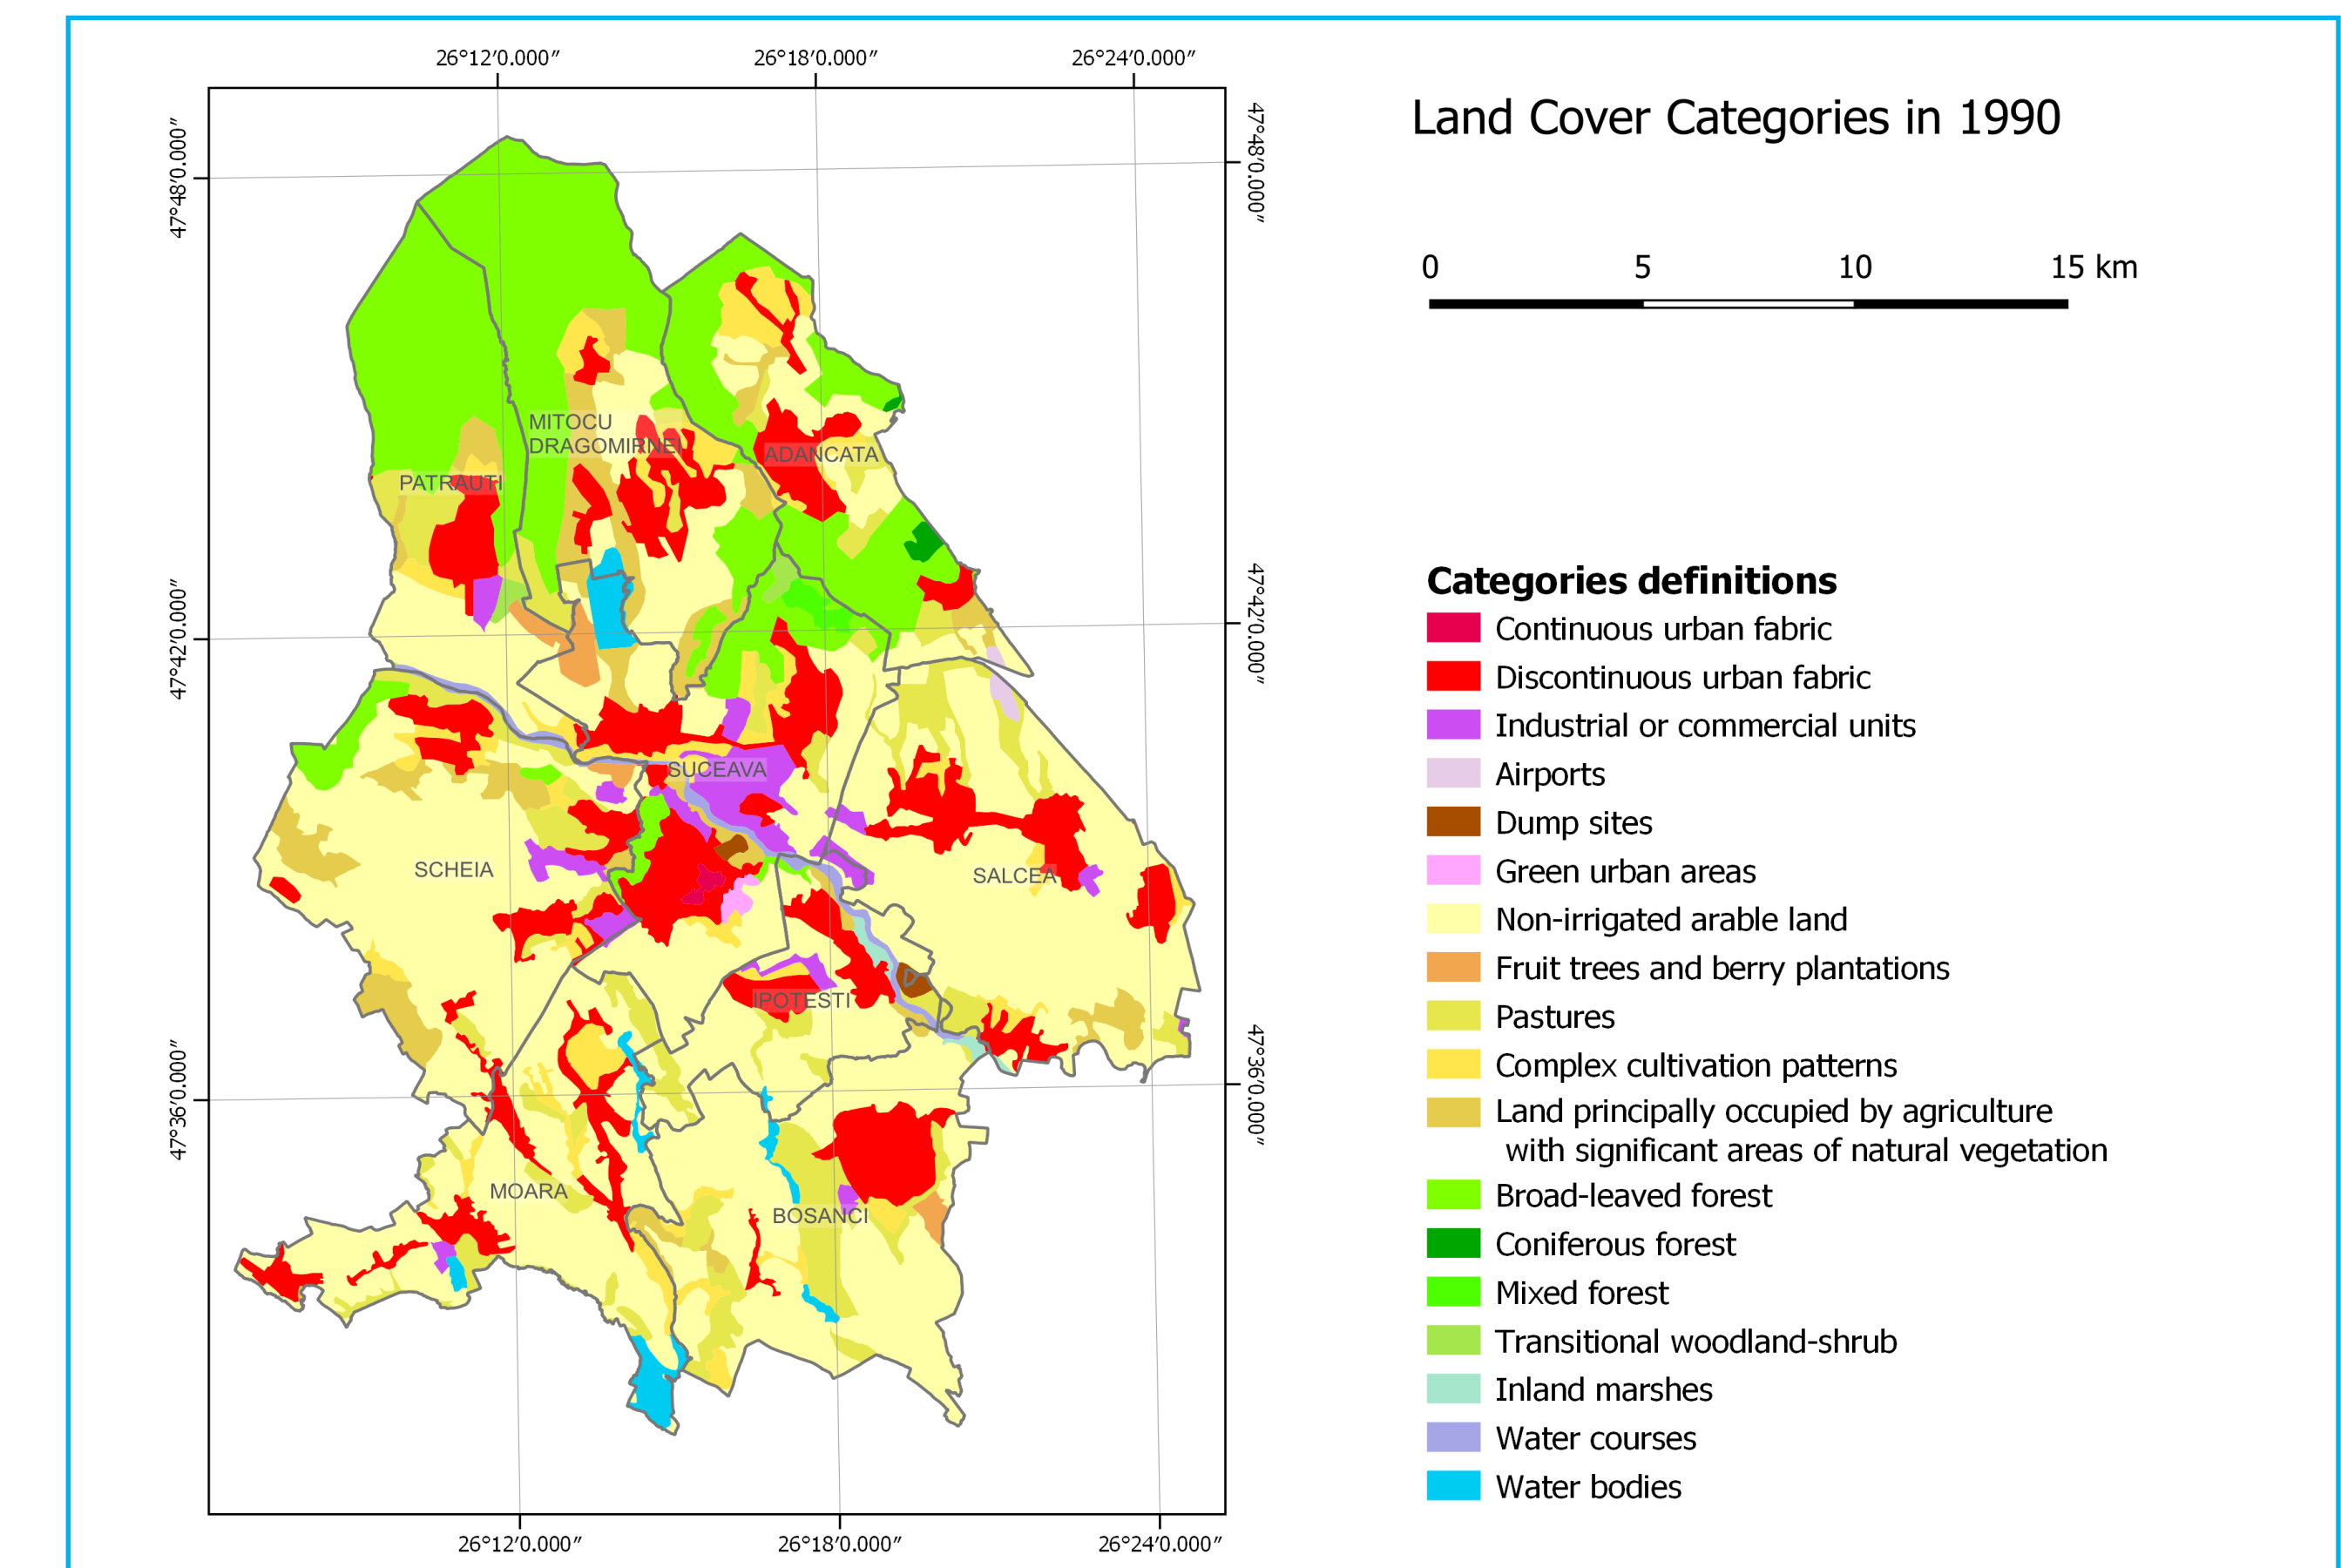 26°12′0.000″ 26°18′0.000″ 26°24′0.000″
47°48′0.000″
47°48′0.000″
Land Cover Categories in 1990
0 5 10 15 km
MITOCU
DRAGOMIRNEI
ADANCATA
PATRAUTI
47°42′0.000″
47°42′0.000″
SUCEAVA
SCHEIA
SALCEA
IPOTESTI
47°36′0.000″
47°36′0.000″
MOARA
BOSANCI
26°12′0.000″ 26°18′0.000″ 26°24′0.000″
Categories definitions
Continuous urban fabric
Discontinuous urban fabric
Industrial or commercial units
Airports
Dump sites
Green urban areas
Non-irrigated arable land
Fruit trees and berry plantations
Pastures
Complex cultivation patterns
Land principally occupied by agriculture
with significant areas of natural vegetation
Broad-leaved forest
Coniferous forest
Mixed forest
Transitional woodland-shrub
Inland marshes
Water courses
Water bodies